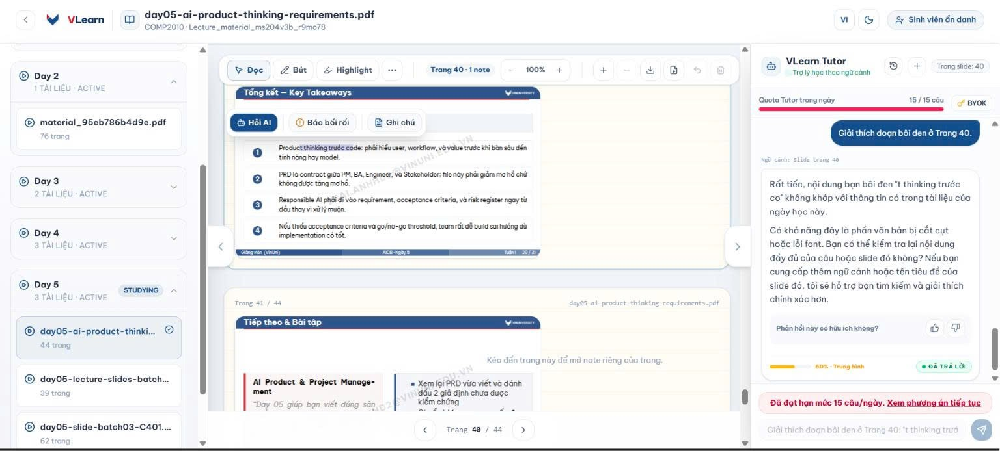 VLearn
day05-ai-product-thinking-requirements.pdf
COMP2010 · Lecture_material_ms204v3b_r9mo78
VI
Sinh viên ẩn danh
Day 2
1 TÀI LIỆU · ACTIVE
material_95eb786b4d9e.pdf
76 trang
Day 3
2 TÀI LIỆU · ACTIVE
Day 4
3 TÀI LIỆU · ACTIVE
Day 5
3 TÀI LIỆU · ACTIVE
STUDYING
day05-ai-product-thinki...
44 trang
day05-lecture-slides-batch...
39 trang
day05-slide-batch03-C401....
62 trang
Đọc
Bút
Highlight
Trang 40 · 1 note
100%
Tổng kết — Key Takeaways
VINUNIVERSITY
Hỏi AI
Báo bối rối
Ghi chú
1
Product thinking trước code: phải hiểu user, workflow, và value trước khi bàn sâu đến
tính năng hay model.
2
PRD là contract giữa PM, BA, Engineer, và Stakeholder; file này phải giảm mơ hồ chứ
không được tăng mơ hồ.
3
Responsible AI phải đi vào requirement, acceptance criteria, và risk register ngay từ
đầu thay vì xử lý muộn.
4
Nếu thiếu acceptance criteria và go/no-go threshold, team rất dễ build sai hướng dù
implementation có tốt.
Giảng viên (VinUni)
AICB · Ngày 5
Tuần 1
29 / 31
Trang 41 / 44
day05-ai-product-thinking-requirements.pdf
Tiếp theo & Bài tập
VINUNIVERSITY
Kéo đến trang này để mở note riêng của trang.
AI Product & Project Manage-
ment
"Day 05 giúp bạn viết đúng sản
Xem lại PRD vừa viết và đánh
dấu 2 giả định chưa được
kiểm chứng
Trang 40 / 44
VLearn Tutor
Trợ lý học theo ngữ cảnh
Trang slide: 40
Quota Tutor trong ngày
15 / 15 câu
BYOK
Giải thích đoạn bôi đen ở Trang 40.
Ngữ cảnh: Slide trang 40
Rất tiếc, nội dung bạn bôi đen "t thinking trước
co" không khớp với thông tin có trong tài liệu của
ngày học này.
Có khả năng đây là phần văn bản bị cắt cụt
hoặc lỗi font. Bạn có thể kiểm tra lại nội dung
đầy đủ của câu hoặc slide đó không? Nếu bạn
cung cấp thêm ngữ cảnh hoặc tên tiêu đề của
slide đó, tôi sẽ hỗ trợ bạn tìm kiếm và giải thích
chính xác hơn.
Phản hồi này có hữu ích không?
60% · Trung bình
ĐÃ TRẢ LỜI
Đã đạt hạn mức 15 câu/ngày. Xem phương án tiếp tục
Giải thích đoạn bôi đen ở Trang 40: "t thinking trướ